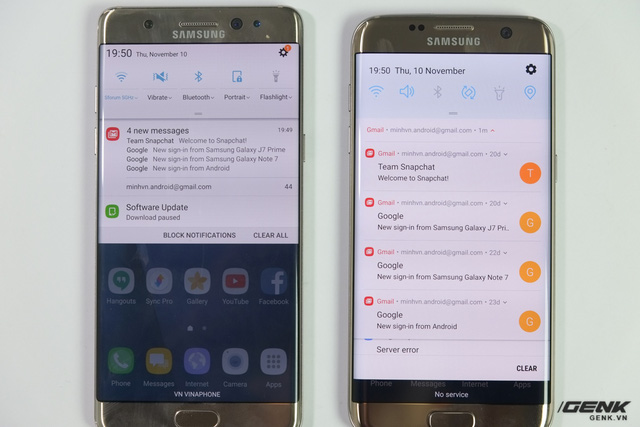 SAMSUNG
19:50 Thu, November 10
Vibrate Bluetooth Portrait Flashlight
4 new messages 19:49
Team Snapchat Welcome to Snapchat!
Google New sign-in from Samsung Galaxy J7 Prime
Google New sign-in from Samsung Galaxy Note 7
Google New sign-in from Android
minhvn.android@gmail.com 44
Software Update
Download paused
BLOCK NOTIFICATIONS CLEAR ALL
Hangouts Sync Pro Gallery YouTube Facebook
Phone Messages Internet Camera Apps
VN VINAPHONE
SAMSUNG
19:50 Thu, 10 November
Gmail • minhvn.android@gmail.com • 1m
Gmail • minhvn.android@gmail.com • 20d
Team Snapchat
Welcome to Snapchat!
T
Gmail • minhvn.android@gmail.com • 20d
Google
New sign-in from Samsung Galaxy J7 Pri..
G
Gmail • minhvn.android@gmail.com • 22d
Google
New sign-in from Samsung Galaxy Note 7
G
Gmail • minhvn.android@gmail.com • 23d
Google
New sign-in from Android
G
Server error
CLEAR
Phone Messages Internet Apps
No service
GENK
GENK.VN